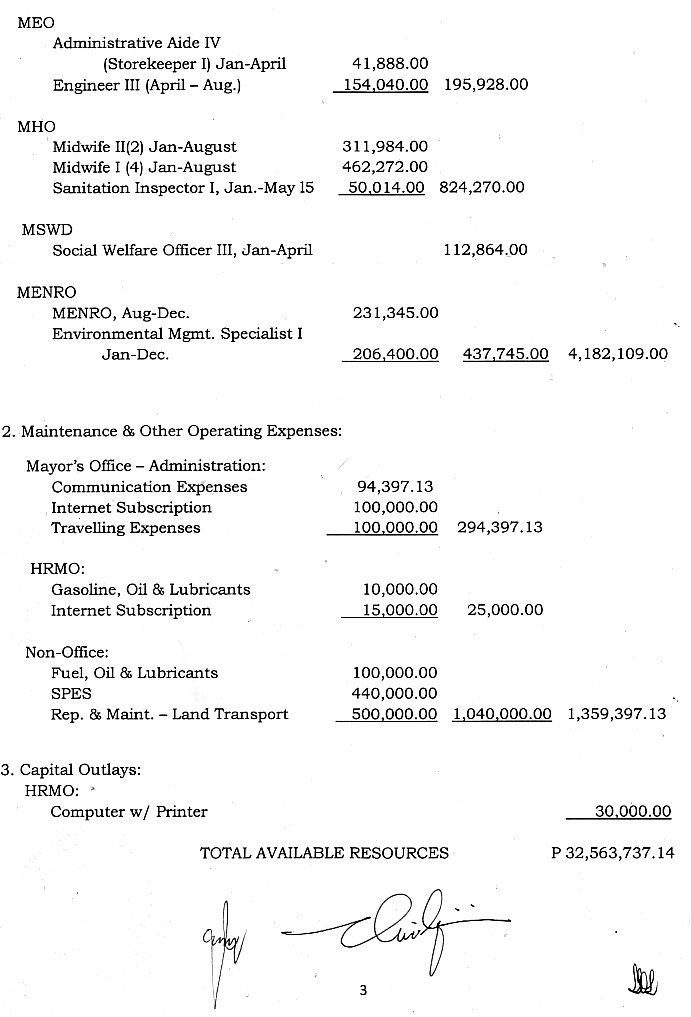 MEO
Administrative Aide IV
(Storekeeper I) Jan-April 41,888.00
Engineer III (April – Aug.) 154,040.00 195,928.00
MHO
Midwife II(2) Jan-August 311,984.00
Midwife I (4) Jan-August 462,272.00
Sanitation Inspector I, Jan.-May 15 50,014.00 824,270.00
MSWD
Social Welfare Officer III, Jan-April 112,864.00
MENRO
MENRO, Aug-Dec. 231,345.00
Environmental Mgmt. Specialist I
Jan-Dec. 206,400.00 437,745.00 4,182,109.00
2. Maintenance & Other Operating Expenses:
Mayor's Office – Administration:
Communication Expenses 94,397.13
Internet Subscription 100,000.00
Travelling Expenses 100,000.00 294,397.13
HRMO:
Gasoline, Oil & Lubricants 10,000.00
Internet Subscription 15,000.00 25,000.00
Non-Office:
Fuel, Oil & Lubricants 100,000.00
SPES 440,000.00
Rep. & Maint. – Land Transport 500,000.00 1,040,000.00 1,359,397.13
3. Capital Outlays:
HRMO:
Computer w/ Printer 30,000.00
TOTAL AVAILABLE RESOURCES P 32,563,737.14
3